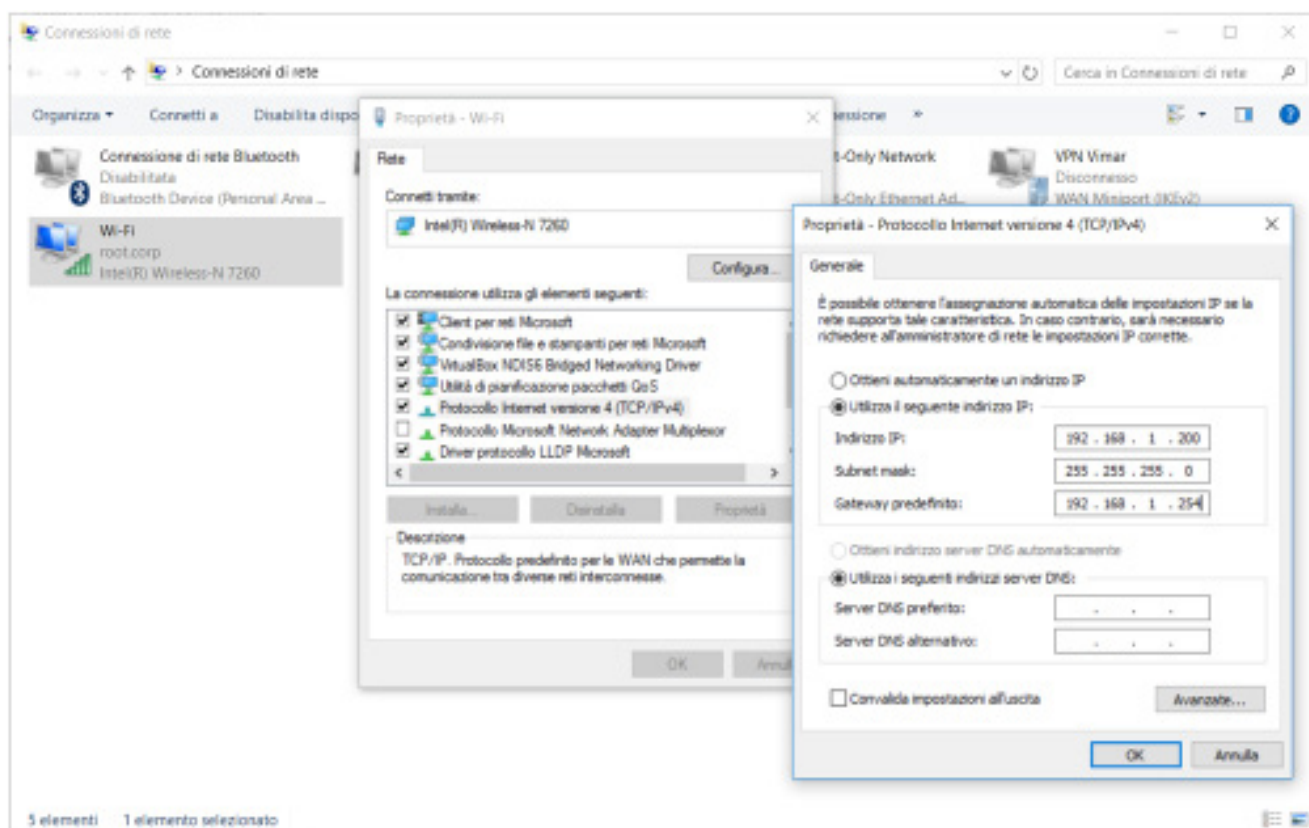 Connessioni di rete
Connessioni di rete
Cerca in Connessioni di rete
Organizza
Connetti a
Disabilita dispo
essione
»
Connessione di rete Bluetooth
Disabilitata
Bluetooth Device (Personal Area ...
Wi-Fi
root.corp
Intel(R) Wireless-N 7260
t-Only Network
t-Only Ethernet Ad...
VPN Vimar
Disconnesso
WAN Miniport (IKEv2)
Proprietà - Wi-Fi
Rete
Connetti tramite:
Intel(R) Wireless-N 7260
Configura...
La connessione utilizza gli elementi seguenti:
Client per reti Microsoft
Condivisione file e stampanti per reti Microsoft
VirtualBox NDIS6 Bridged Networking Driver
Utilità di pianificazione pacchetti QoS
Protocollo Internet versione 4 (TCP/IPv4)
Protocollo Microsoft Network Adapter Multiplexor
Driver protocollo LLDP Microsoft
Installa...
Disinstalla
Proprietà
Descrizione
TCP/IP. Protocollo predefinito per le WAN che permette la
comunicazione tra diverse reti interconnesse.
OK
Annull
Proprietà - Protocollo Internet versione 4 (TCP/IPv4)
Generale
È possibile ottenere l'assegnazione automatica delle impostazioni IP se la
rete supporta tale caratteristica. In caso contrario, sarà necessario
richiedere all'amministratore di rete le impostazioni IP corrette.
Ottieni automaticamente un indirizzo IP
Utilizza il seguente indirizzo IP:
Indirizzo IP: 192 . 168 . 1 . 200
Subnet mask: 255 . 255 . 255 . 0
Gateway predefinito: 192 . 168 . 1 . 254
Ottieni indirizzo server DNS automaticamente
Utilizza i seguenti indirizzi server DNS:
Server DNS preferito: . . .
Server DNS alternativo: . . .
Convalida impostazioni all'uscita
Avanzate...
OK
Annulla
5 elementi 1 elemento selezionato